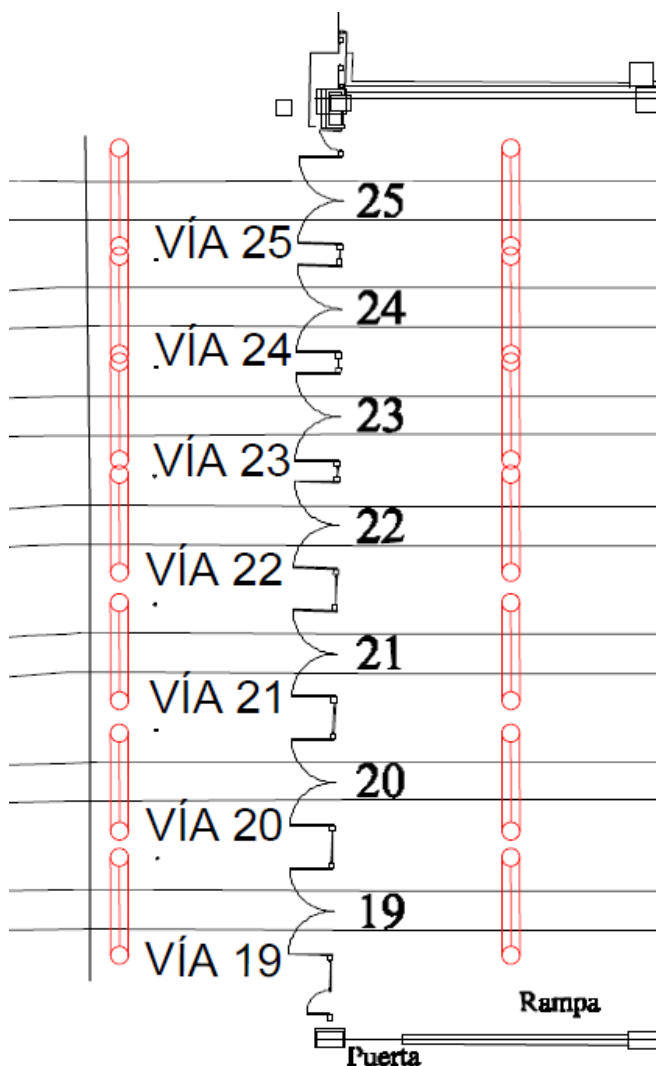 25
VÍA 25
24
VÍA 24
23
VÍA 23
22
VÍA 22
21
VÍA 21
20
VÍA 20
19
VÍA 19
Rampa
Puerta